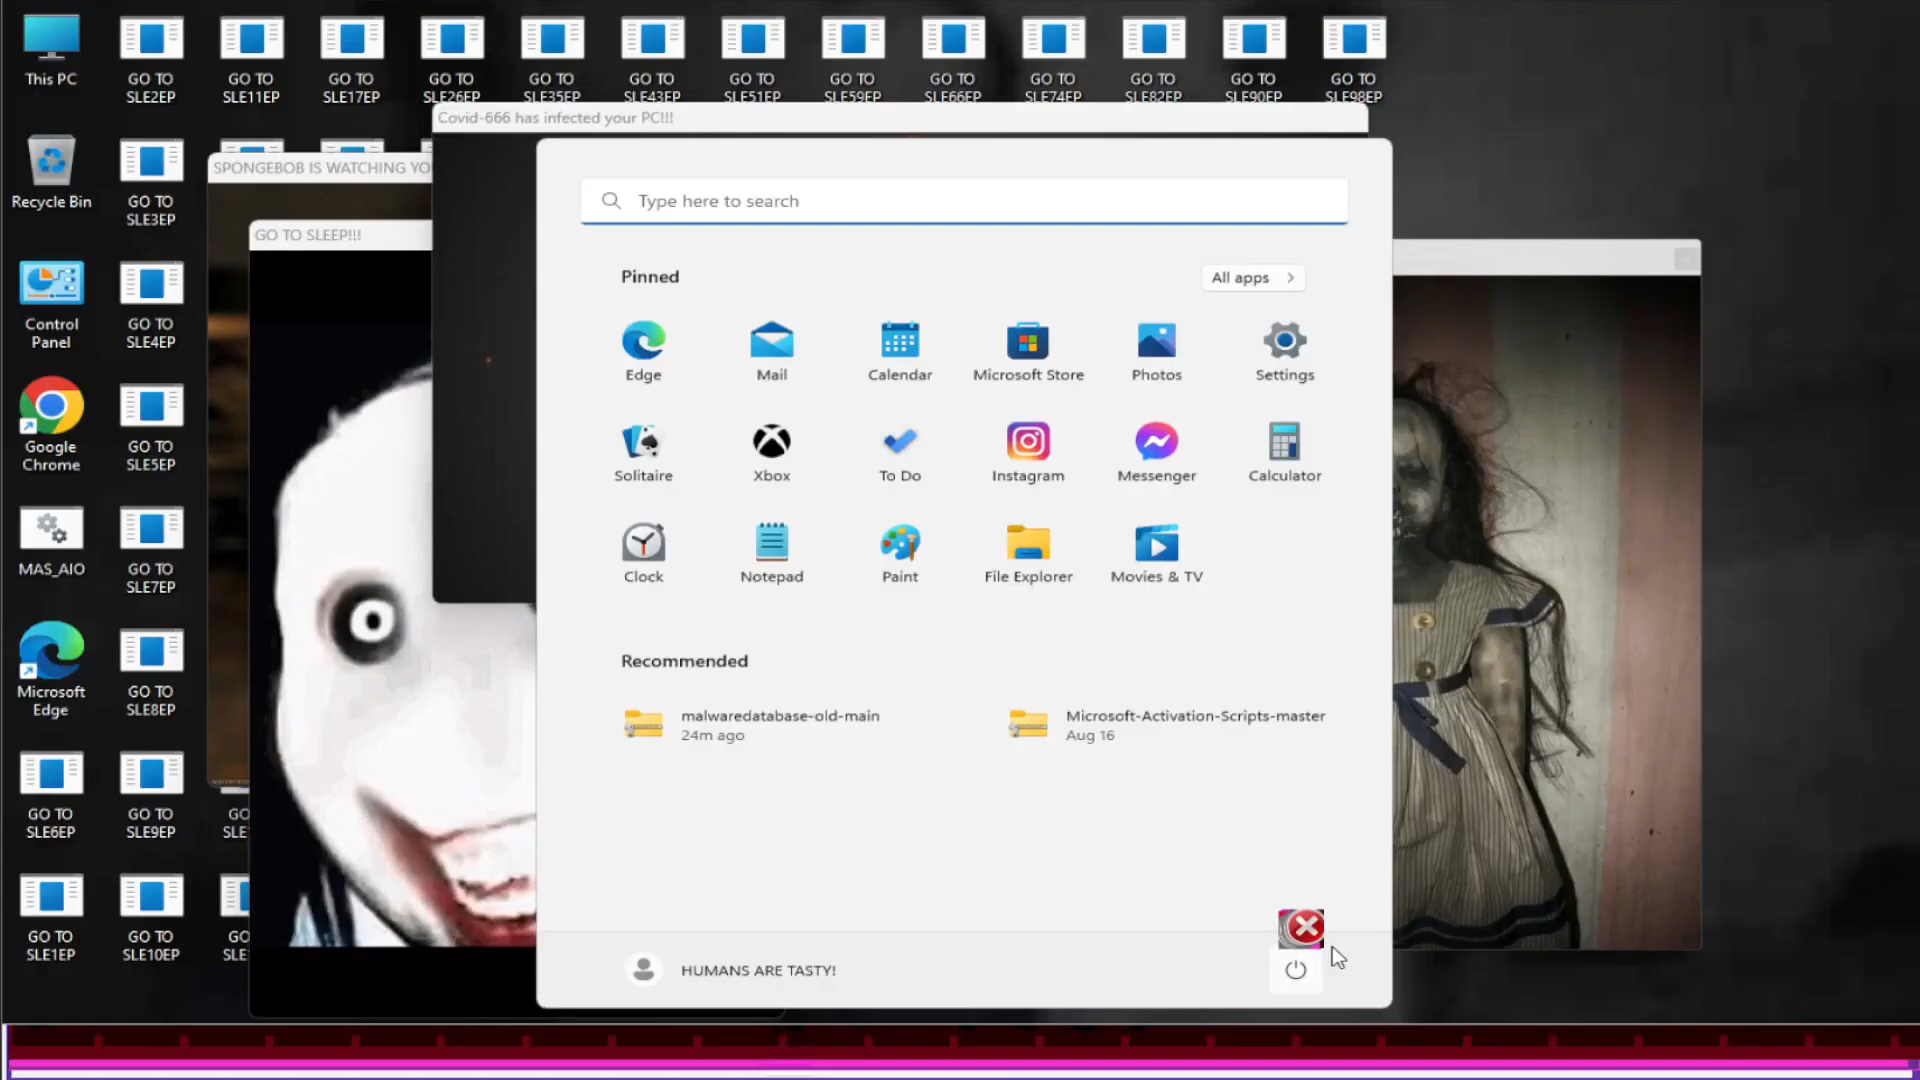 This PC
GO TO
SLE2EP
GO TO
SLE11EP
GO TO
SLE17EP
GO TO
SLE26EP
GO TO
SLE35EP
GO TO
SLE43EP
GO TO
SLE51EP
GO TO
SLE59EP
GO TO
SLE66EP
GO TO
SLE74EP
GO TO
SLE82EP
GO TO
SLE90EP
GO TO
SLE98EP
Covid-666 has infected your PC!!!
SPONGEBOB IS WATCHING YO
GO TO SLEEP!!!
Recycle Bin
GO TO
SLE3EP
Control
Panel
GO TO
SLE4EP
Google
Chrome
GO TO
SLE5EP
MAS_AIO
GO TO
SLE7EP
Microsoft
Edge
GO TO
SLE8EP
GO TO
SLE6EP
GO TO
SLE9EP
GO
SLE
GO TO
SLE1EP
GO TO
SLE10EP
GO
SLE
Type here to search
Pinned
All apps
Edge
Mail
Calendar
Microsoft Store
Photos
Settings
Solitaire
Xbox
To Do
Instagram
Messenger
Calculator
Clock
Notepad
Paint
File Explorer
Movies & TV
Recommended
malwaredatabase-old-main
24m ago
Microsoft-Activation-Scripts-master
Aug 16
HUMANS ARE TASTY!